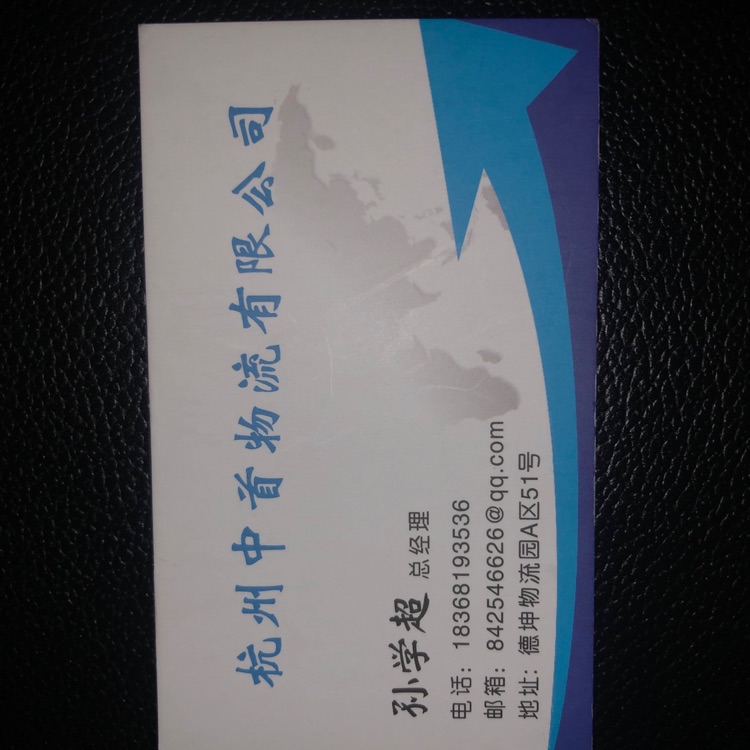 杭州中首物流有限公司
孙学超 总经理
电话：18368193536
邮箱：842546626@qq.com
地址：德坤物流园A区51号